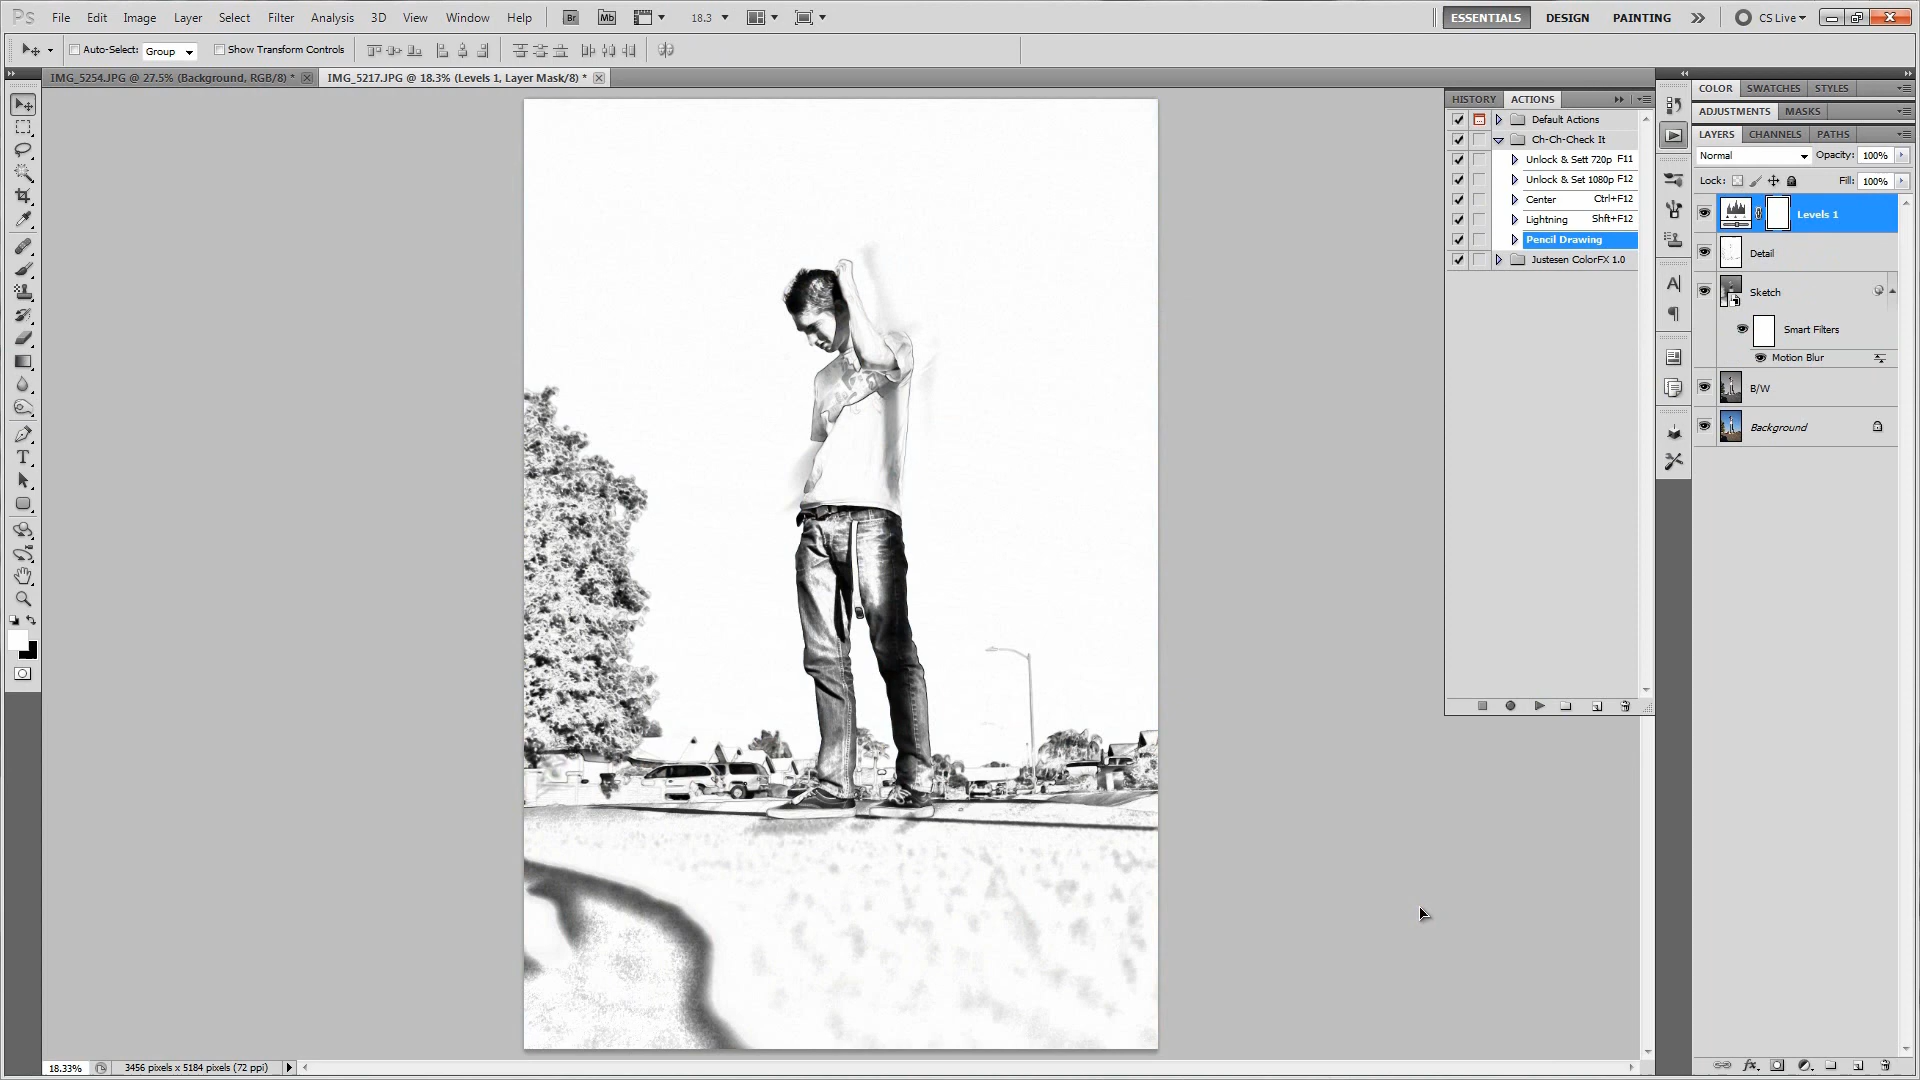 Ps File Edit Image Layer Select Filter Analysis 3D View Window Help Br Mb 18.3 ESSENTIALS DESIGN PAINTING CS Live
Auto-Select: Group Show Transform Controls
IMG_5254.JPG @ 27.5% (Background, RGB/8) * IMG_5217.JPG @ 18.3% (Levels 1, Layer Mask/8) *
HISTORY ACTIONS
Default Actions
Ch-Ch-Check It
Unlock & Sett 720p F11
Unlock & Set 1080p F12
Center Ctrl+F12
Lightning Shft+F12
Pencil Drawing
Justesen ColorFX 1.0
COLOR SWATCHES STYLES
ADJUSTMENTS MASKS
LAYERS CHANNELS PATHS
Normal Opacity: 100%
Lock: Fill: 100%
Levels 1
Detail
Sketch
Smart Filters
Motion Blur
B/W
Background
18.33% 3456 pixels x 5184 pixels (72 ppi)